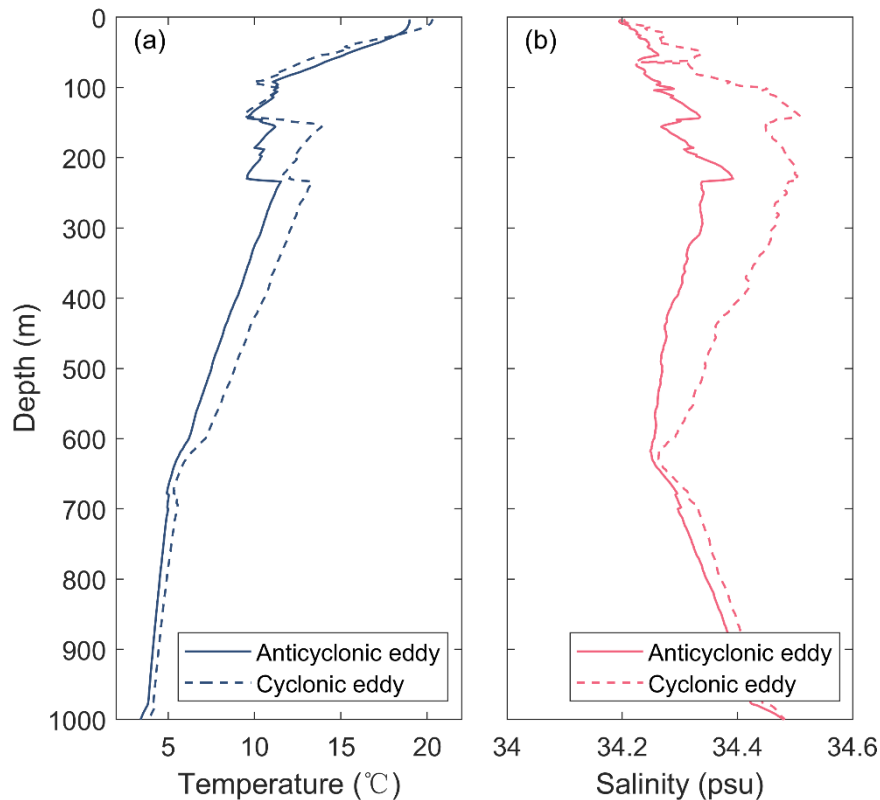 (a)
0
100
200
300
400
500
600
700
800
900
1000
Depth (m)
5
10
15
20
Temperature (℃)
Anticyclonic eddy
Cyclonic eddy
(b)
34
34.2
34.4
34.6
Salinity (psu)
Anticyclonic eddy
Cyclonic eddy